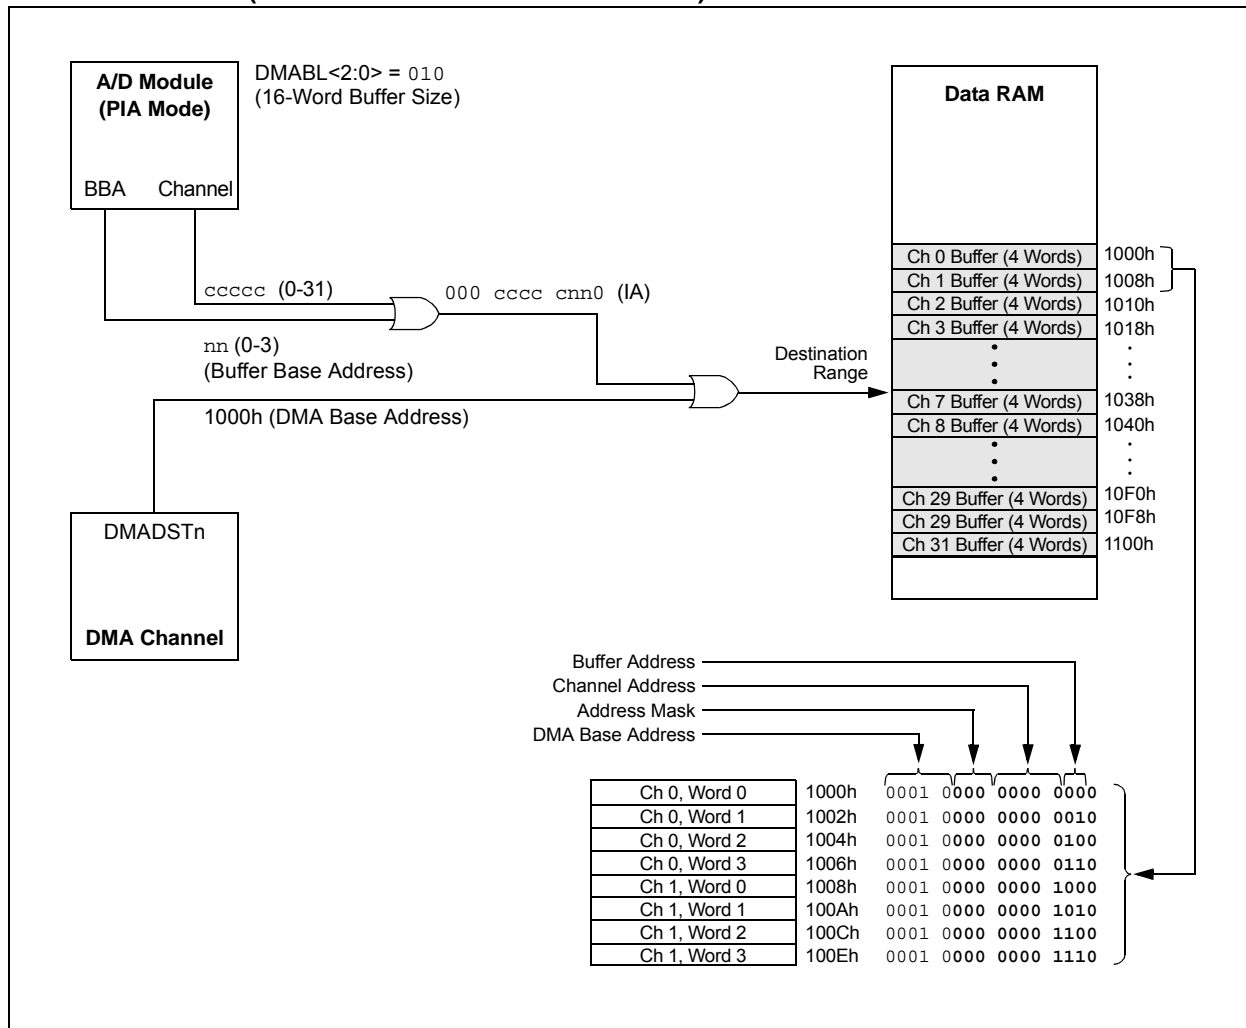 A/D Module
(PIA Mode)
BBA Channel
DMABL<2:0> = 010
(16-Word Buffer Size)
ccccc (0-31)
000 cccc cnn0 (IA)
nn (0-3)
(Buffer Base Address)
1000h (DMA Base Address)
Destination
Range
DMADSTn
DMA Channel
Data RAM
Ch 0 Buffer (4 Words) 1000h
Ch 1 Buffer (4 Words) 1008h
Ch 2 Buffer (4 Words) 1010h
Ch 3 Buffer (4 Words) 1018h
Ch 7 Buffer (4 Words) 1038h
Ch 8 Buffer (4 Words) 1040h
Ch 29 Buffer (4 Words) 10F0h
Ch 29 Buffer (4 Words) 10F8h
Ch 31 Buffer (4 Words) 1100h
Buffer Address
Channel Address
Address Mask
DMA Base Address
Ch 0, Word 0 1000h 0001 0000 0000 0000
Ch 0, Word 1 1002h 0001 0000 0000 0010
Ch 0, Word 2 1004h 0001 0000 0000 0100
Ch 0, Word 3 1006h 0001 0000 0000 0110
Ch 1, Word 0 1008h 0001 0000 0000 1000
Ch 1, Word 1 100Ah 0001 0000 0000 1010
Ch 1, Word 2 100Ch 0001 0000 0000 1100
Ch 1, Word 3 100Eh 0001 0000 0000 1110